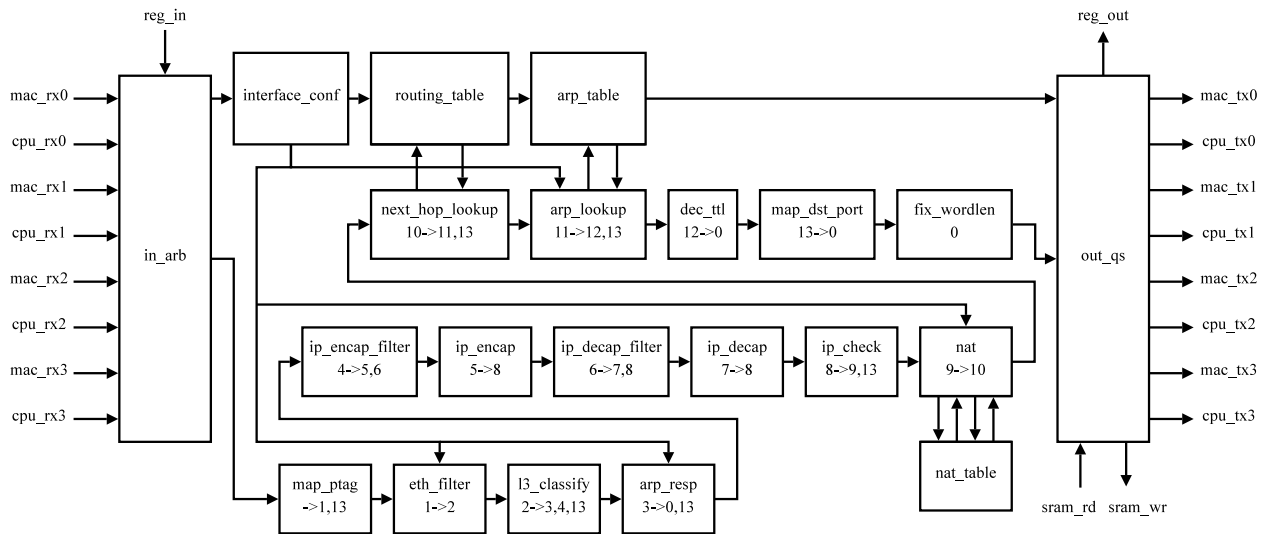 reg_in
reg_out
mac_rx0
cpu_rx0
mac_rx1
cpu_rx1
mac_rx2
cpu_rx2
mac_rx3
cpu_rx3
in_arb
interface_conf
routing_table
arp_table
next_hop_lookup
10->11,13
arp_lookup
11->12,13
dec_ttl
12->0
map_dst_port
13->0
fix_wordlen
0
ip_encap_filter
4->5,6
ip_encap
5->8
ip_decap_filter
6->7,8
ip_decap
7->8
ip_check
8->9,13
nat
9->10
map_ptag
->1,13
eth_filter
1->2
l3_classify
2->3,4,13
arp_resp
3->0,13
nat_table
out_qs
mac_tx0
cpu_tx0
mac_tx1
cpu_tx1
mac_tx2
cpu_tx2
mac_tx3
cpu_tx3
sram_rd
sram_wr